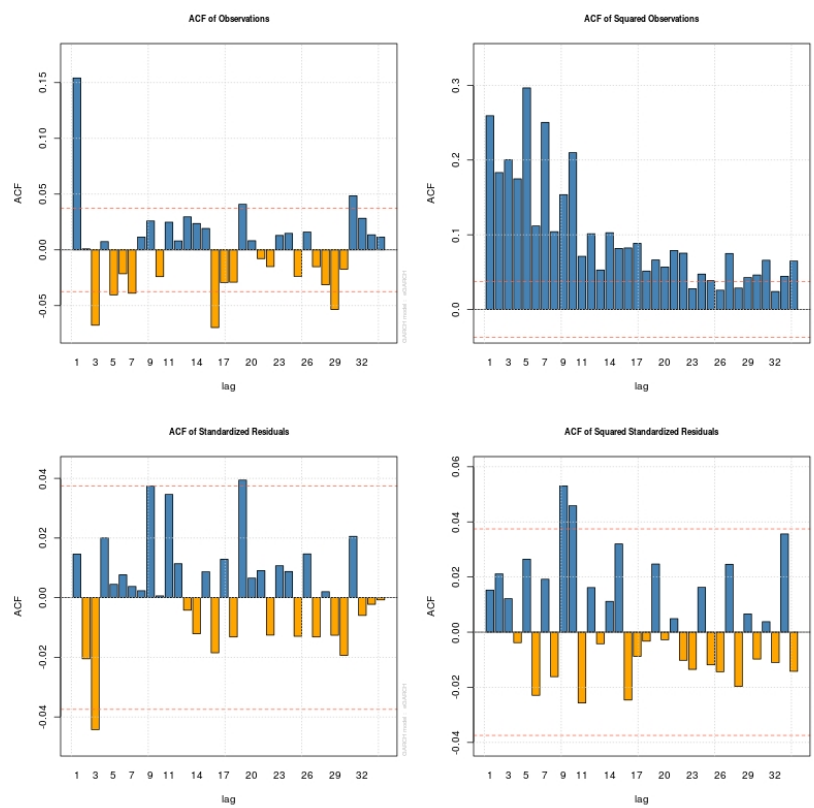 ACF of Observations
ACF
0.15
0.10
0.05
0.00
-0.05
1 3 5 7 9 11 14 17 20 23 26 29 32
lag
GARCH model : sGARCH
ACF of Squared Observations
ACF
0.3
0.2
0.1
0.0
1 3 5 7 9 11 14 17 20 23 26 29 32
lag
ACF of Standardized Residuals
ACF
0.04
0.02
0.00
-0.02
-0.04
1 3 5 7 9 11 14 17 20 23 26 29 32
lag
GARCH model : sGARCH
ACF of Squared Standardized Residuals
ACF
0.06
0.04
0.02
0.00
-0.02
-0.04
1 3 5 7 9 11 14 17 20 23 26 29 32
lag